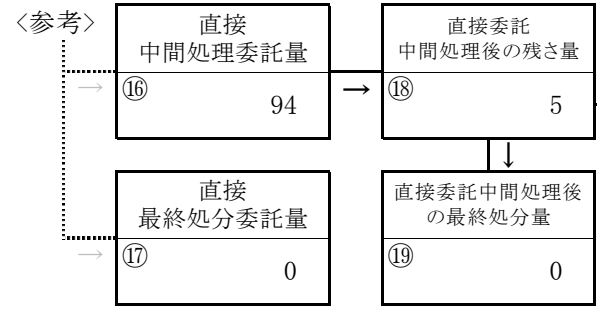 〈参考〉
直接
中間処理委託量
→
⑯
94
→
直接委託
中間処理後の残さ量
⑱
5
↓
直接
最終処分委託量
→
⑰
0
直接委託中間処理後
の最終処分量
⑲
0